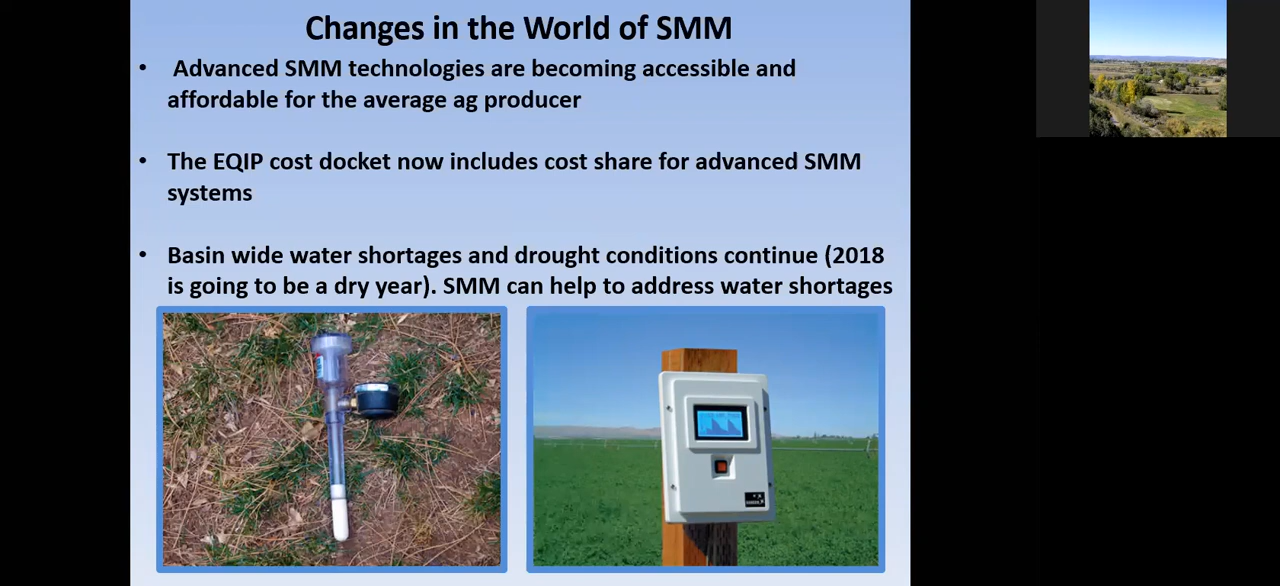 Changes in the World of SMM
• Advanced SMM technologies are becoming accessible and
affordable for the average ag producer
• The EQIP cost docket now includes cost share for advanced SMM
systems
• Basin wide water shortages and drought conditions continue (2018
is going to be a dry year). SMM can help to address water shortages